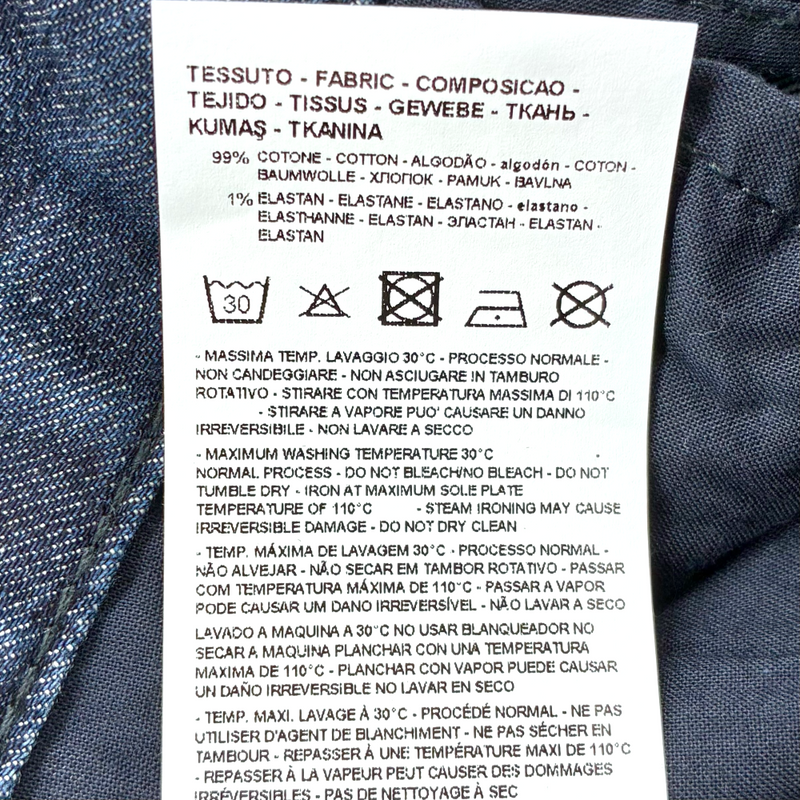 TESSUTO - FABRIC - COMPOSICAO -
TEJIDO - TISSUS - GEWEBE - ТКАНЬ -
KUMAŞ - TKANINA
99% COTONE - COTTON - ALGODÃO - algodón - COTON -
BAUMWOLLE - ХЛОПОК - PAMUK - BAVLNA
1% ELASTAN - ELASTANE - ELASTANO - elastano -
ELASTHANNE - ELASTAN - ЭЛАСТАН - ELASTAN -
ELASTAN
30
- MASSIMA TEMP. LAVAGGIO 30°C - PROCESSO NORMALE -
NON CANDEGGIARE - NON ASCIUGARE IN TAMBURO
ROTATIVO - STIRARE CON TEMPERATURA MASSIMA DI 110°C
- STIRARE A VAPORE PUO' CAUSARE UN DANNO
IRREVERSIBILE - NON LAVARE A SECCO
- MAXIMUM WASHING TEMPERATURE 30°C -
NORMAL PROCESS - DO NOT BLEACH/NO BLEACH - DO NOT
TUMBLE DRY - IRON AT MAXIMUM SOLE PLATE
TEMPERATURE OF 110°C - STEAM IRONING MAY CAUSE
IRREVERSIBLE DAMAGE - DO NOT DRY CLEAN
- TEMP. MÁXIMA DE LAVAGEM 30°C - PROCESSO NORMAL -
NÃO ALVEJAR - NÃO SECAR EM TAMBOR ROTATIVO - PASSAR
COM TEMPERATURA MÁXIMA DE 110°C - PASSAR A VAPOR
PODE CAUSAR UM DANO IRREVERSÍVEL - NÃO LAVAR A SECO
LAVADO A MAQUINA A 30°C NO USAR BLANQUEADOR NO
SECAR A MAQUINA PLANCHAR CON UNA TEMPERATURA
MAXIMA DE 110°C - PLANCHAR CON VAPOR PUEDE CAUSAR
UN DAÑO IRREVERSIBLE NO LAVAR EN SECO
- TEMP. MAXI. LAVAGE À 30°C - PROCÉDÉ NORMAL - NE PAS
UTILISER D'AGENT DE BLANCHIMENT - NE PAS SÉCHER EN
TAMBOUR - REPASSER À UNE TEMPÉRATURE MAXI DE 110°C
- REPASSER À LA VAPEUR PEUT CAUSER DES DOMMAGES
IRRÉVERSIBLES - PAS DE NETTOYAGE À SEC